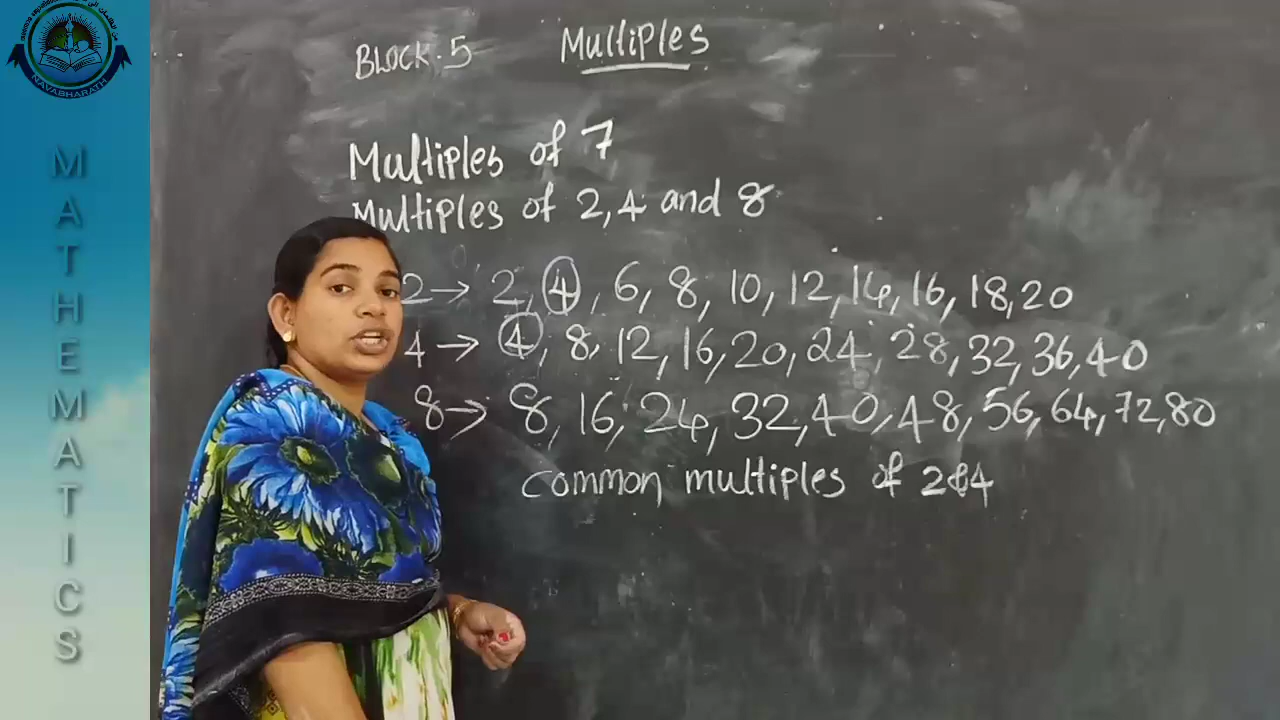 NAVABHARATH
MATHEMATICS
BLOCK.5 Multiples
Multiples of 7
Multiples of 2,4 and 8
2→ 2, 4, 6, 8, 10, 12, 14, 16, 18, 20
4→ 4, 8, 12, 16, 20, 24, 28, 32, 36, 40
8→ 8, 16, 24, 32, 40, 48, 56, 64, 72, 80
common multiples of 2&4